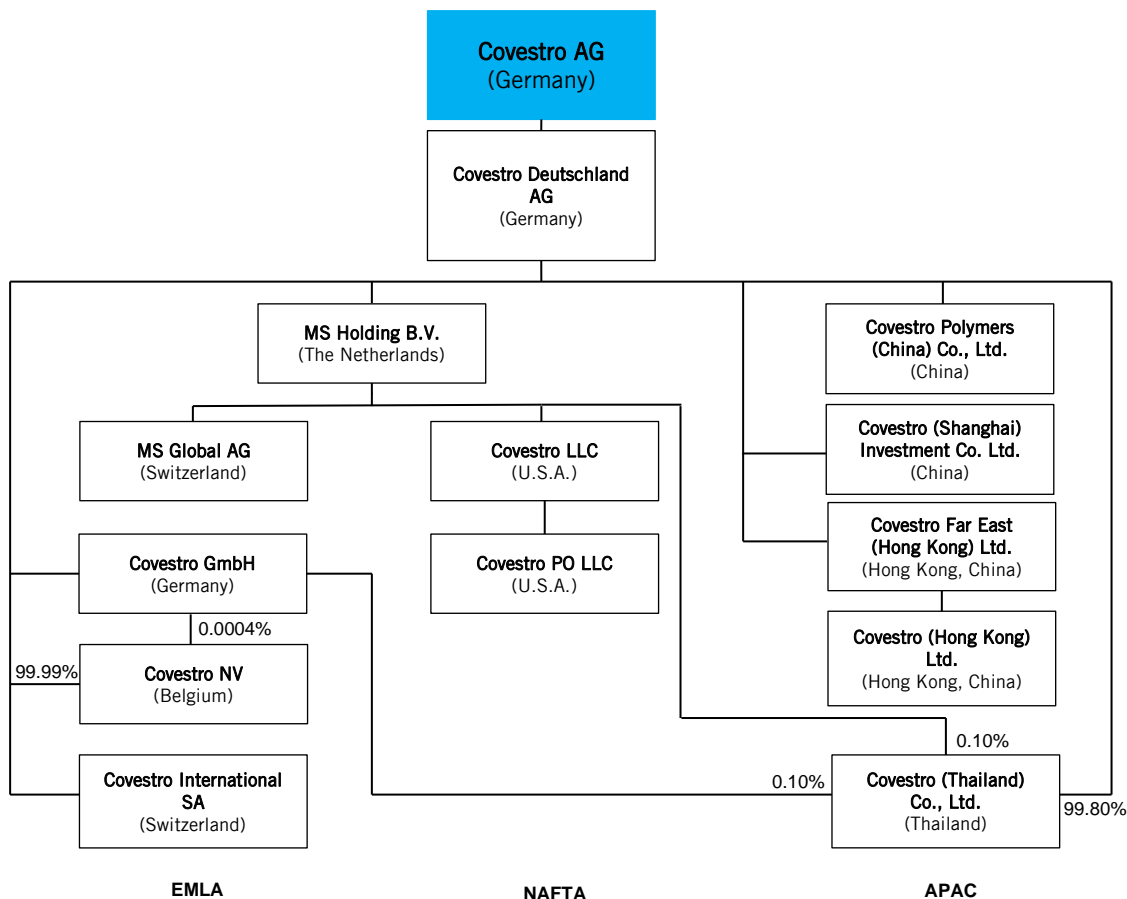 Covestro AG
(Germany)
Covestro Deutschland
AG
(Germany)
MS Holding B.V.
(The Netherlands)
Covestro Polymers
(China) Co., Ltd.
(China)
MS Global AG
(Switzerland)
Covestro LLC
(U.S.A.)
Covestro (Shanghai)
Investment Co. Ltd.
(China)
Covestro GmbH
(Germany)
Covestro PO LLC
(U.S.A.)
Covestro Far East
(Hong Kong) Ltd.
(Hong Kong, China)
0.0004%
99.99%
Covestro NV
(Belgium)
Covestro (Hong Kong)
Ltd.
(Hong Kong, China)
0.10%
Covestro International
SA
(Switzerland)
0.10%
Covestro (Thailand)
Co., Ltd.
(Thailand)
99.80%
EMLA
NAFTA
APAC